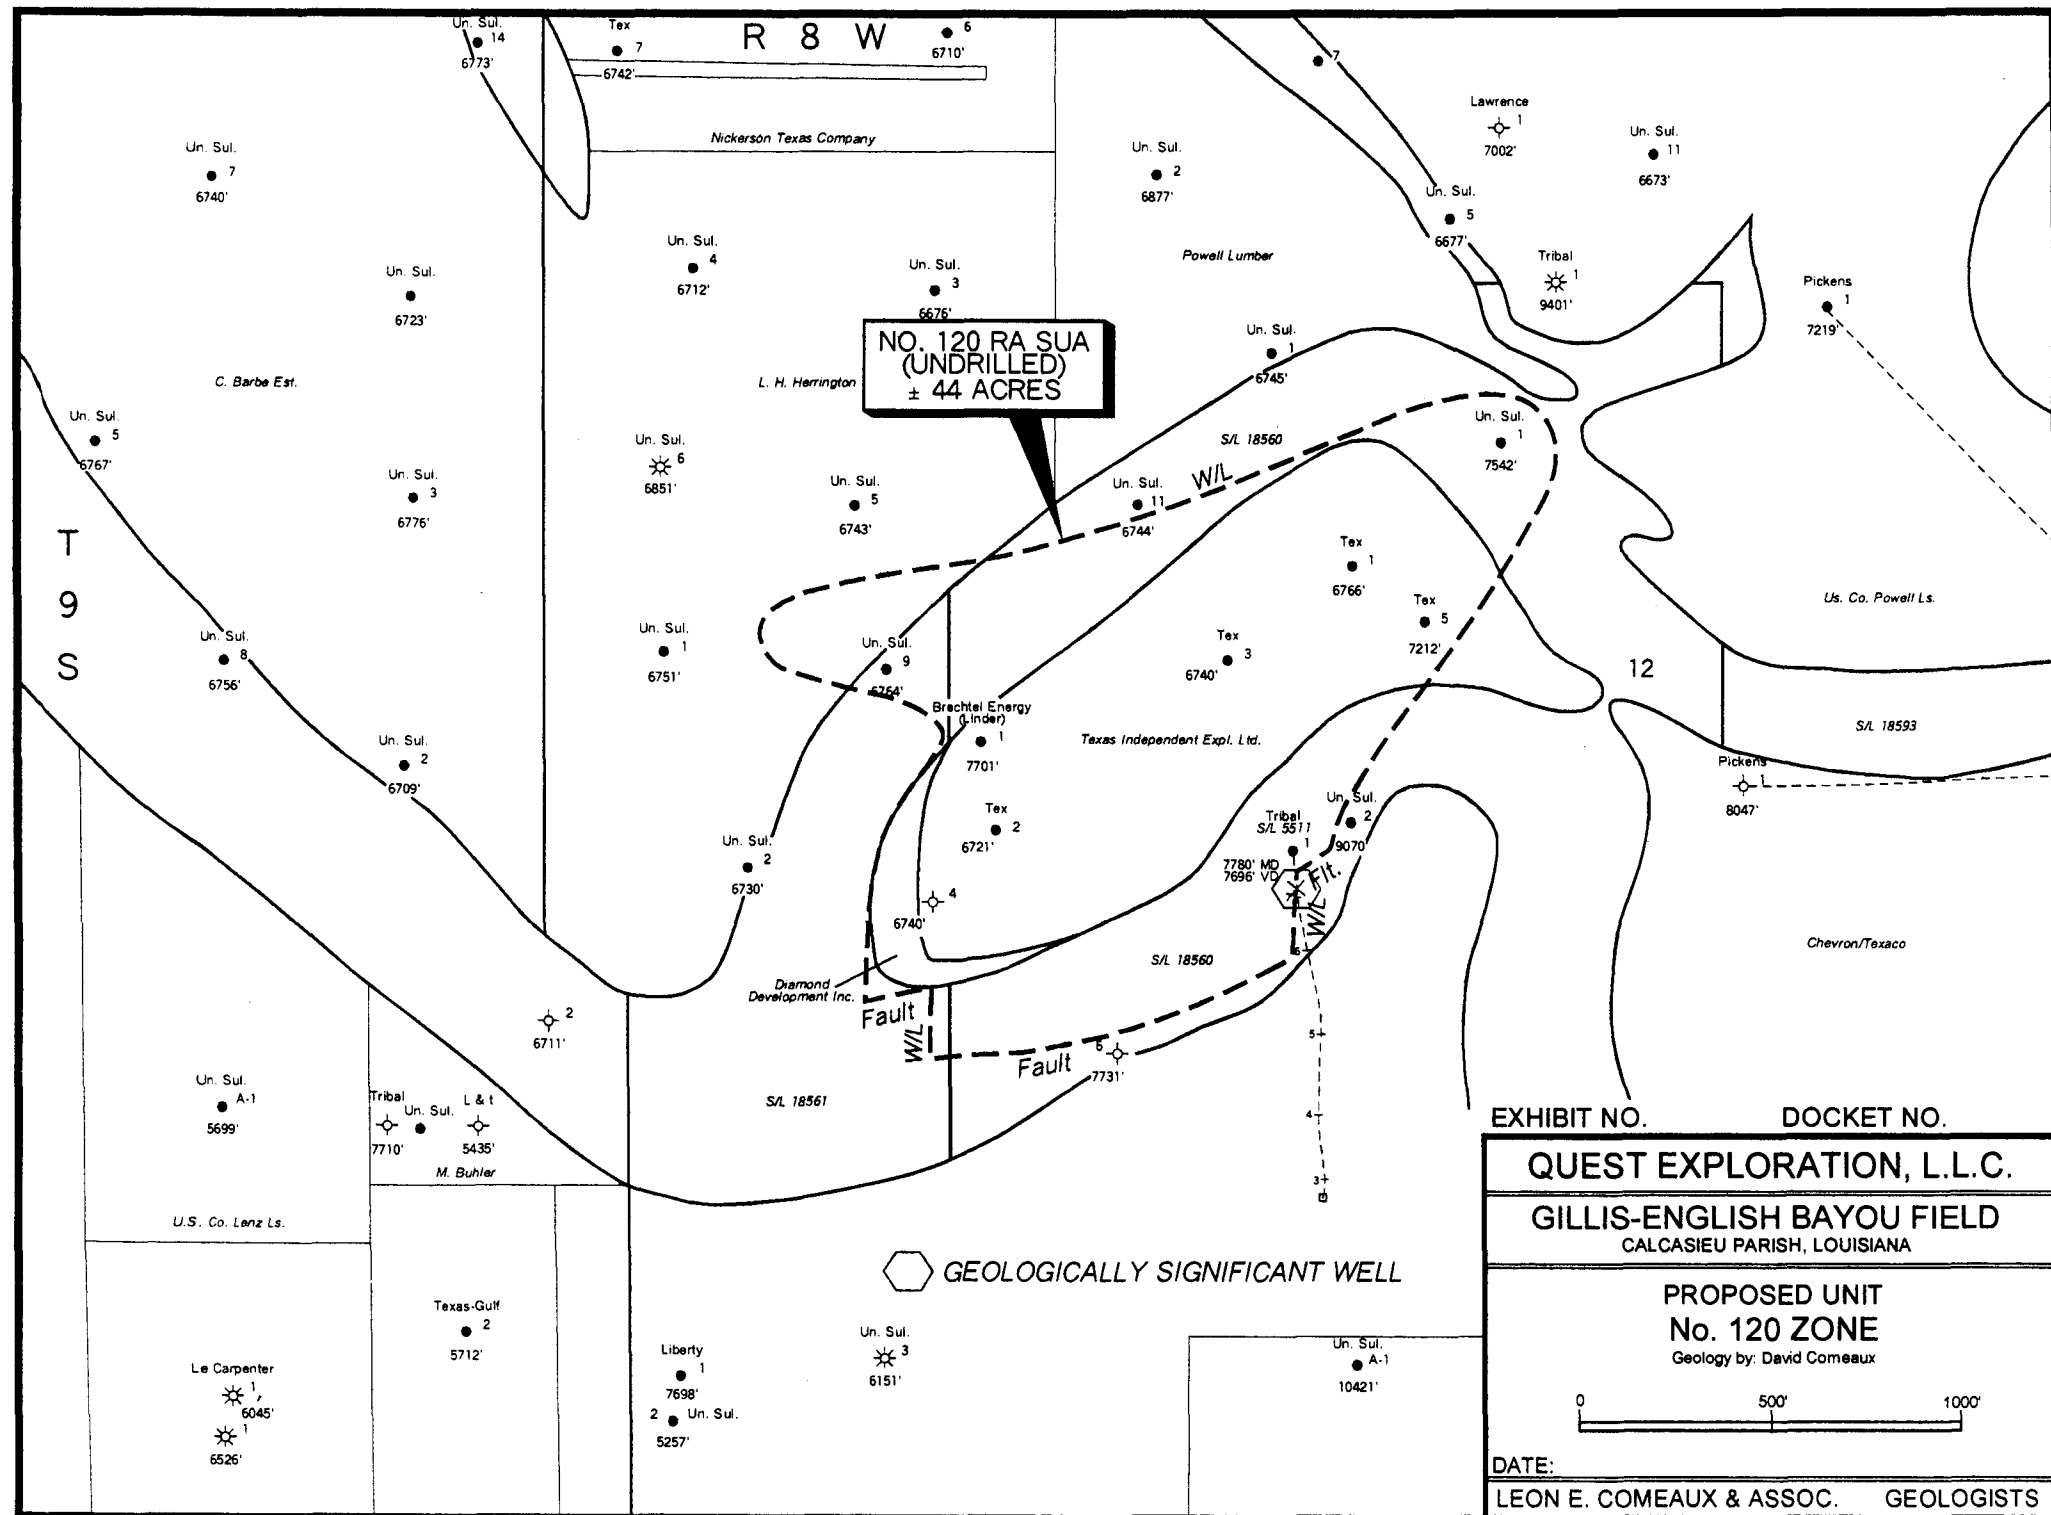 Un. Sul.
14
6773'
Tex
7
6742'
R 8 W
6
6710'
7
Nickerson Texas Company
Lawrence
1
7002'
Un. Sul.
11
6673'
Un. Sul.
7
6740'
Un. Sul.
2
6877'
Un. Sul.
5
6677'
Un. Sul.
4
6712'
Un. Sul.
3
6676'
Powell Lumber
Tribal
1
9401'
Pickens
1
7219'
Un. Sul.
6723'
NO. 120 RA SUA
(UNDRILLED)
± 44 ACRES
Un. Sul.
1
6745'
C. Barbe Est.
L. H. Herrington
Un. Sul.
5
6767'
Un. Sul.
6
6851'
S/L 18560
Un. Sul.
1
7542'
W/L
Un. Sul.
3
6776'
Un. Sul.
5
6743'
Un. Sul.
11
6744'
T
9
S
Tex
1
6766'
Us. Co. Powell Ls.
Tex
5
7212'
Un. Sul.
8
6756'
Un. Sul.
1
6751'
Un. Sul.
9
6764'
Tex
3
6740'
12
Brechtel Energy
(Linder)
1
7701'
Texas Independent Expl. Ltd.
S/L 18593
Un. Sul.
2
6709'
Pickens
1
8047'
Tex
2
6721'
Un. Sul.
2
9070'
Tribal
S/L 5511
1
7780' MD
7696' VD
Flt.
W/L
Un. Sul.
2
6730'
4
6740'
S/L 18560
6
Chevron/Texaco
Diamond
Development Inc.
Fault
W/L
2
6711'
5
Fault
6
7731'
Un. Sul.
A-1
5699'
Tribal
7710'
Un. Sul.
L & t
5435'
M. Buhler
S/L 18561
4
3
U.S. Co. Lenz Ls.
GEOLOGICALLY SIGNIFICANT WELL
Texas-Gulf
2
5712'
Le Carpenter
1,
6045'
1
6526'
Liberty
1
7698'
2
Un. Sul.
5257'
Un. Sul.
3
6151'
Un. Sul.
A-1
10421'
EXHIBIT NO. DOCKET NO.
QUEST EXPLORATION, L.L.C.
GILLIS-ENGLISH BAYOU FIELD
CALCASIEU PARISH, LOUISIANA
PROPOSED UNIT
No. 120 ZONE
Geology by: David Comeaux
0 500' 1000'
DATE:
LEON E. COMEAUX & ASSOC. GEOLOGISTS